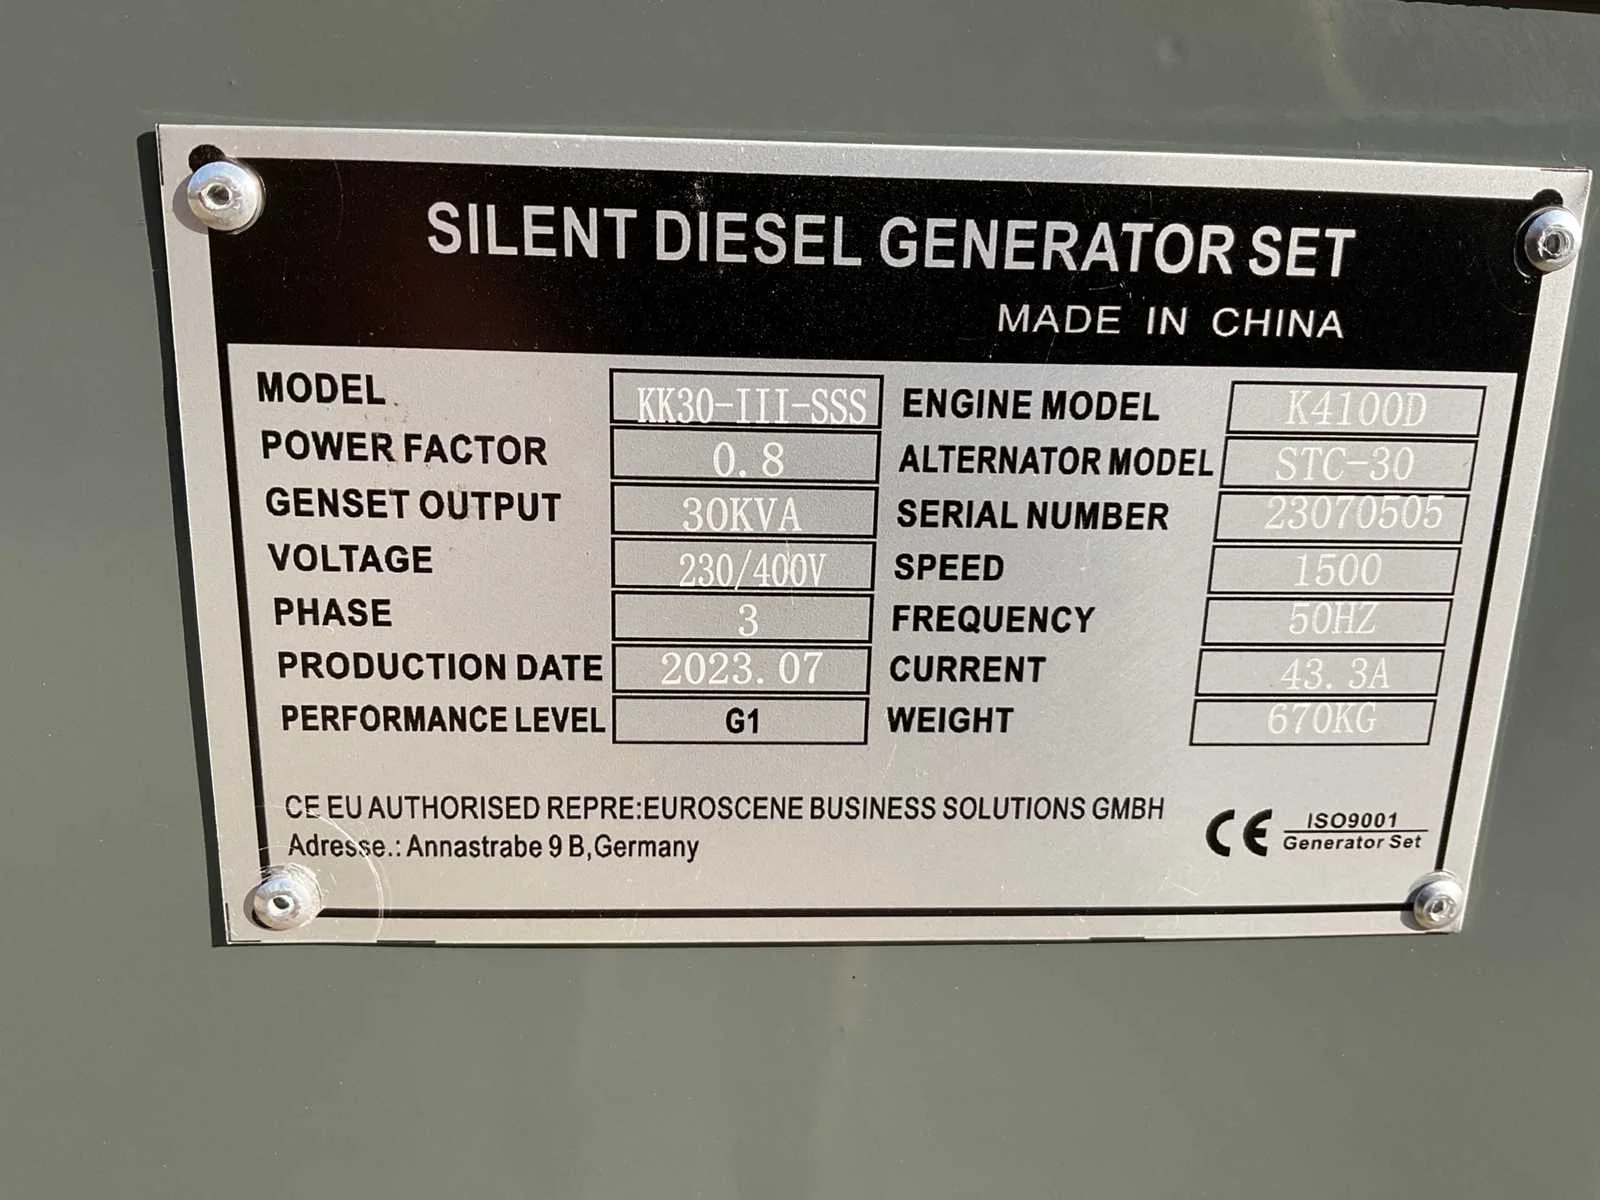 SILENT DIESEL GENERATOR SET
MADE IN CHINA
MODEL KK30-III-SSS ENGINE MODEL K4100D
POWER FACTOR 0.8 ALTERNATOR MODEL STC-30
GENSET OUTPUT 30KVA SERIAL NUMBER 23070505
VOLTAGE 230/400V SPEED 1500
PHASE 3 FREQUENCY 50HZ
PRODUCTION DATE 2023.07 CURRENT 43.3A
PERFORMANCE LEVEL G1 WEIGHT 670KG
CE EU AUTHORISED REPRE:EUROSCENE BUSINESS SOLUTIONS GMBH
Adresse.: Annastrabe 9 B,Germany
CE ISO9001
Generator Set